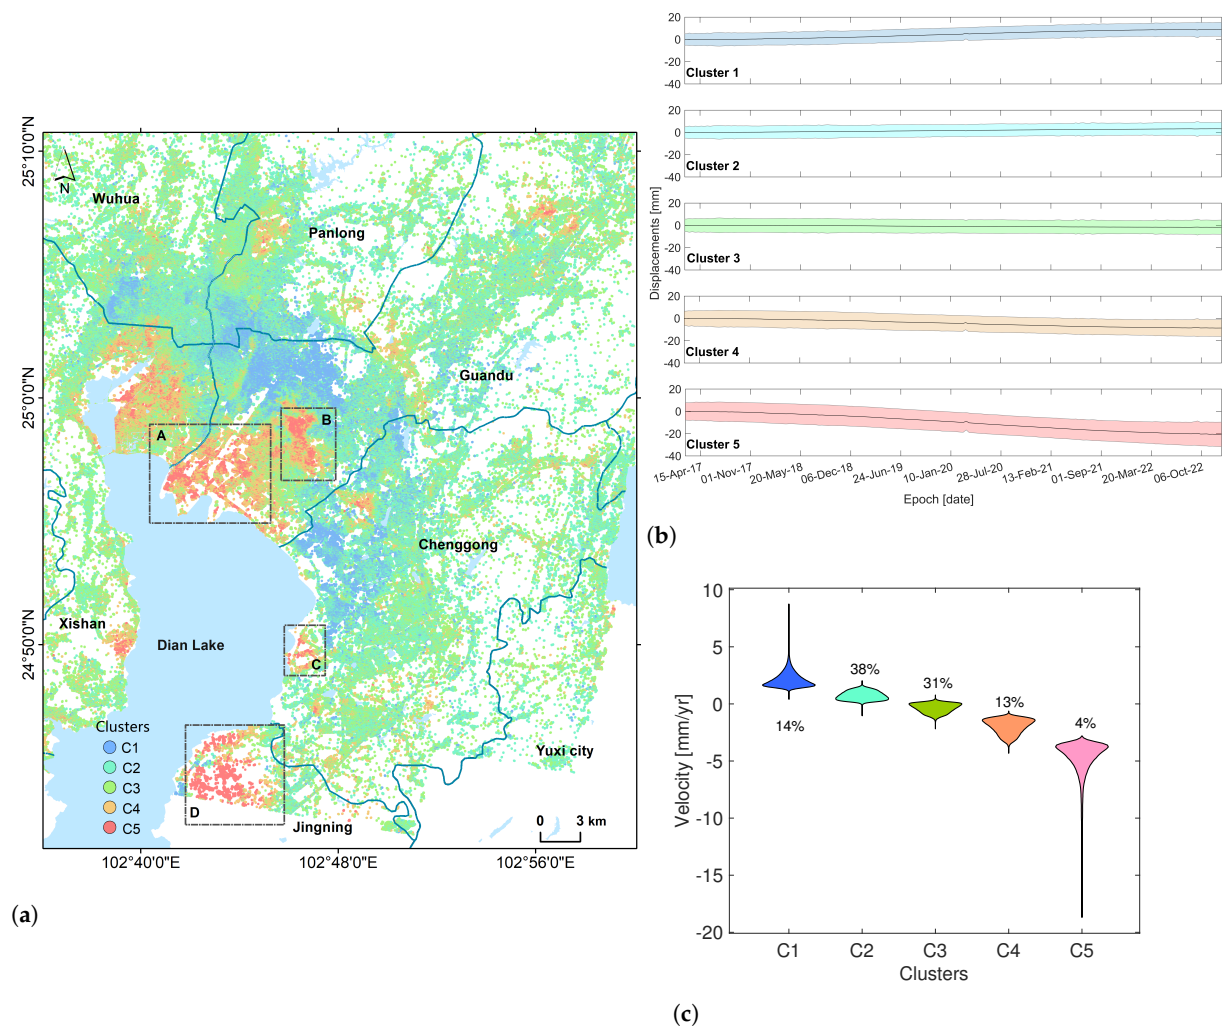 25°10'0"N
25°0'0"N
24°50'0"N
N
Wuhua
Panlong
Guandu
A
B
Chenggong
Xishan
Dian Lake
C
Clusters
C1
C2
C3
C4
C5
D
Yuxi city
0 3 km
Jingning
102°40'0"E 102°48'0"E 102°56'0"E
(a)
Displacements [mm]
20
0
-20
-40
Cluster 1
20
0
-20
-40
Cluster 2
20
0
-20
-40
Cluster 3
20
0
-20
-40
Cluster 4
20
0
-20
-40
Cluster 5
15-Apr-17 01-Nov-17 20-May-18 06-Dec-18 24-Jun-19 10-Jan-20 28-Jul-20 13-Feb-21 01-Sep-21 20-Mar-22 06-Oct-22
Epoch [date]
(b)
Velocity [mm/yr]
10
5
0
-5
-10
-15
-20
14%
38%
31%
13%
4%
C1 C2 C3 C4 C5
Clusters
(c)